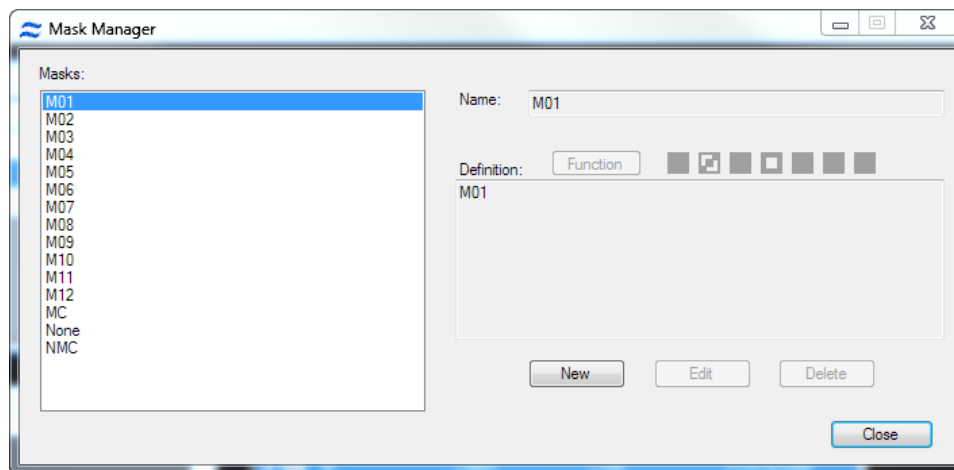 Mask Manager
Masks:
M01
M02
M03
M04
M05
M06
M07
M08
M09
M10
M11
M12
MC
None
NMC
Name:
M01
Definition:
Function
M01
New
Edit
Delete
Close